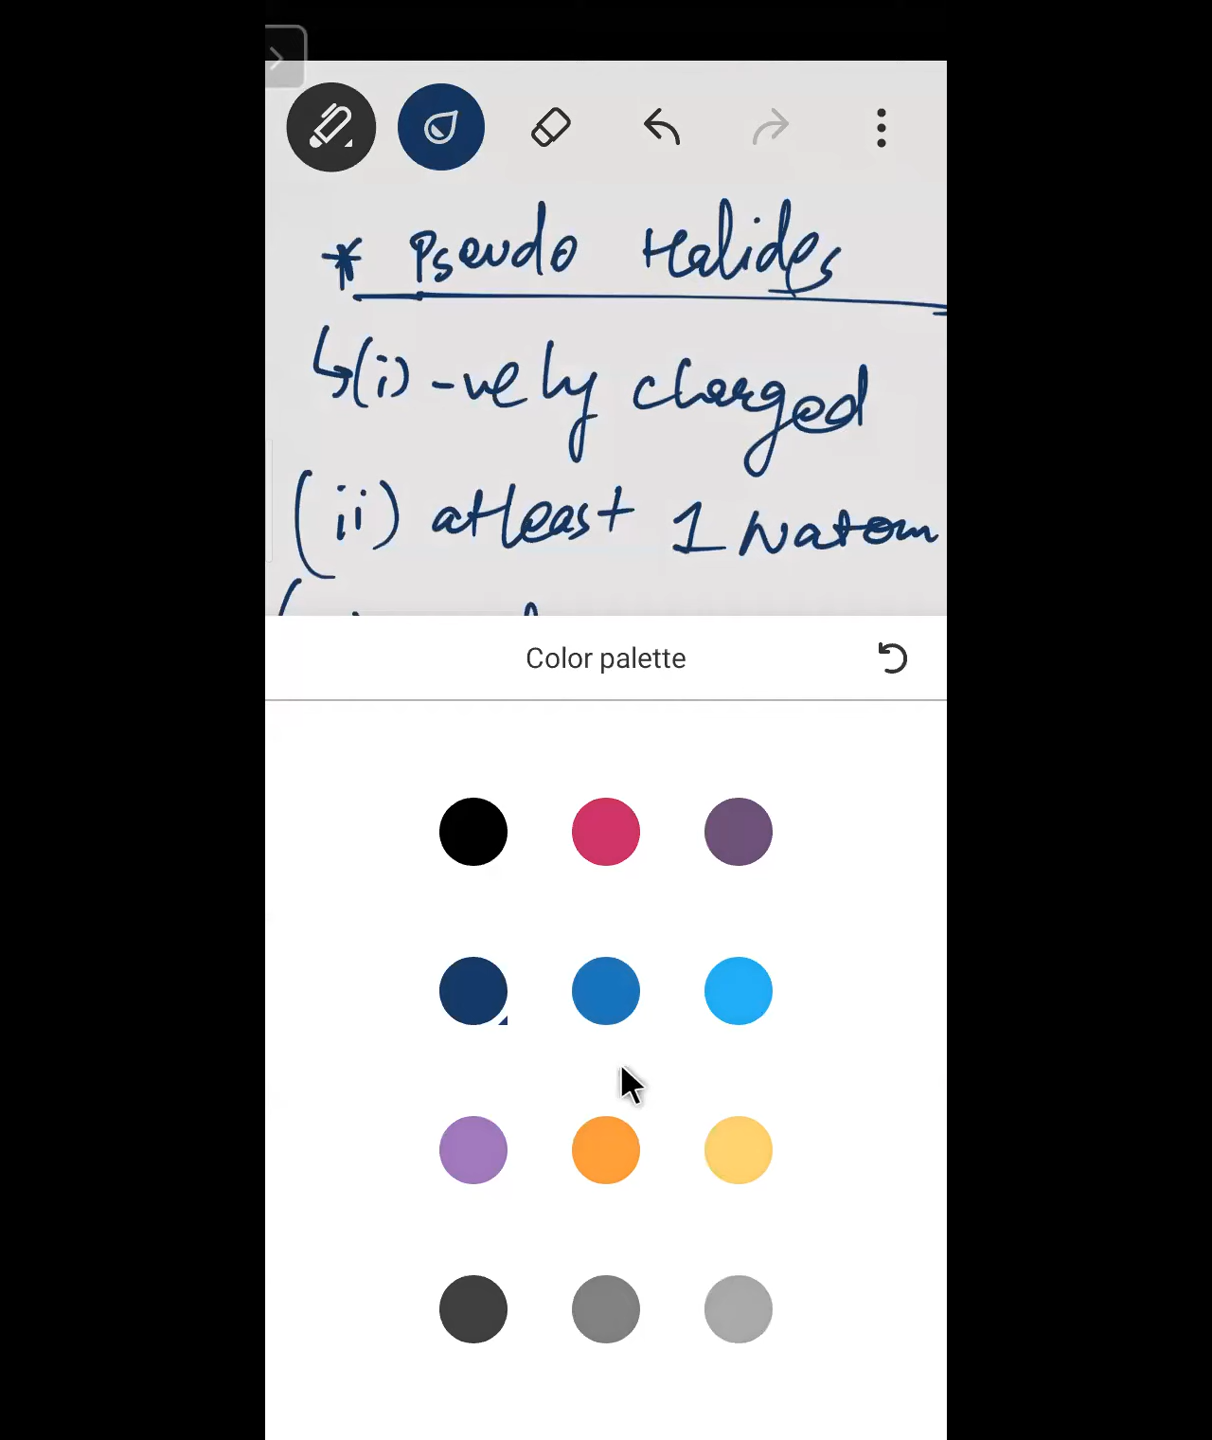 * Pseudo Halides
↳(i) -vely charged
(ii) atleast 1 N atom
Color palette